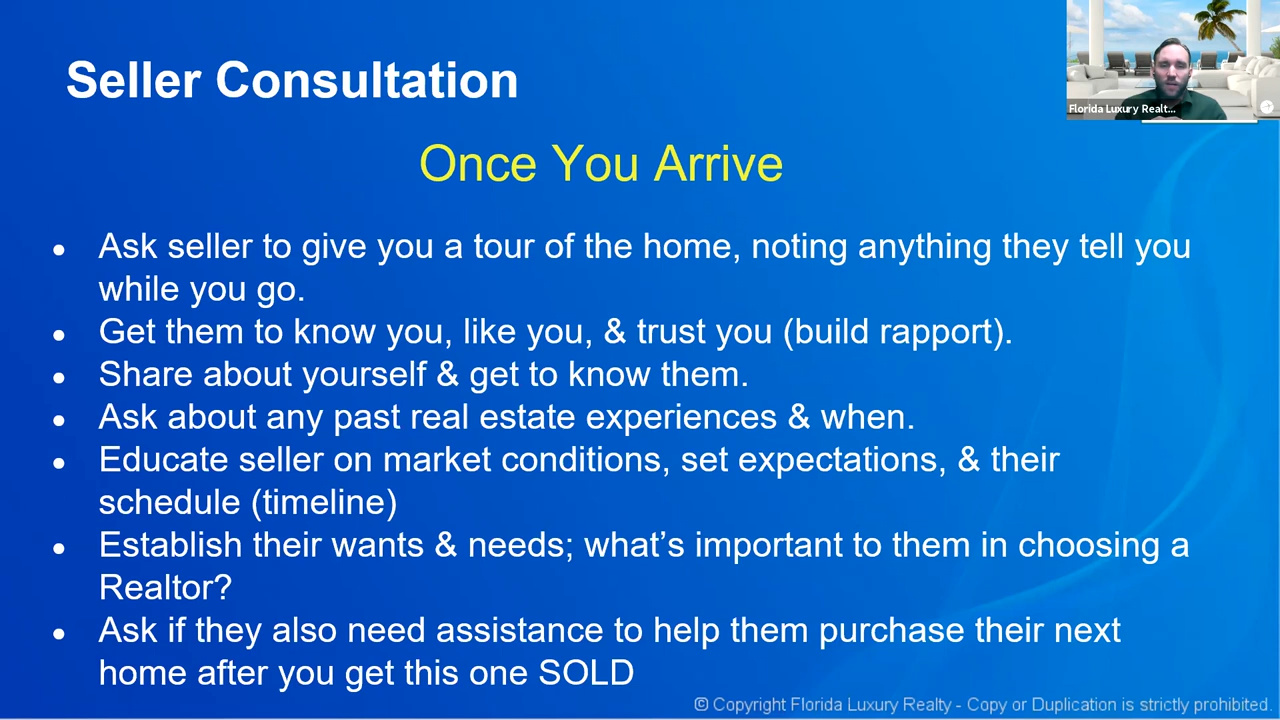 Seller Consultation
Florida Luxury Realt...
Once You Arrive
• Ask seller to give you a tour of the home, noting anything they tell you
while you go.
• Get them to know you, like you, & trust you (build rapport).
• Share about yourself & get to know them.
• Ask about any past real estate experiences & when.
• Educate seller on market conditions, set expectations, & their
schedule (timeline)
• Establish their wants & needs; what’s important to them in choosing a
Realtor?
• Ask if they also need assistance to help them purchase their next
home after you get this one SOLD
© Copyright Florida Luxury Realty - Copy or Duplication is strictly prohibited.